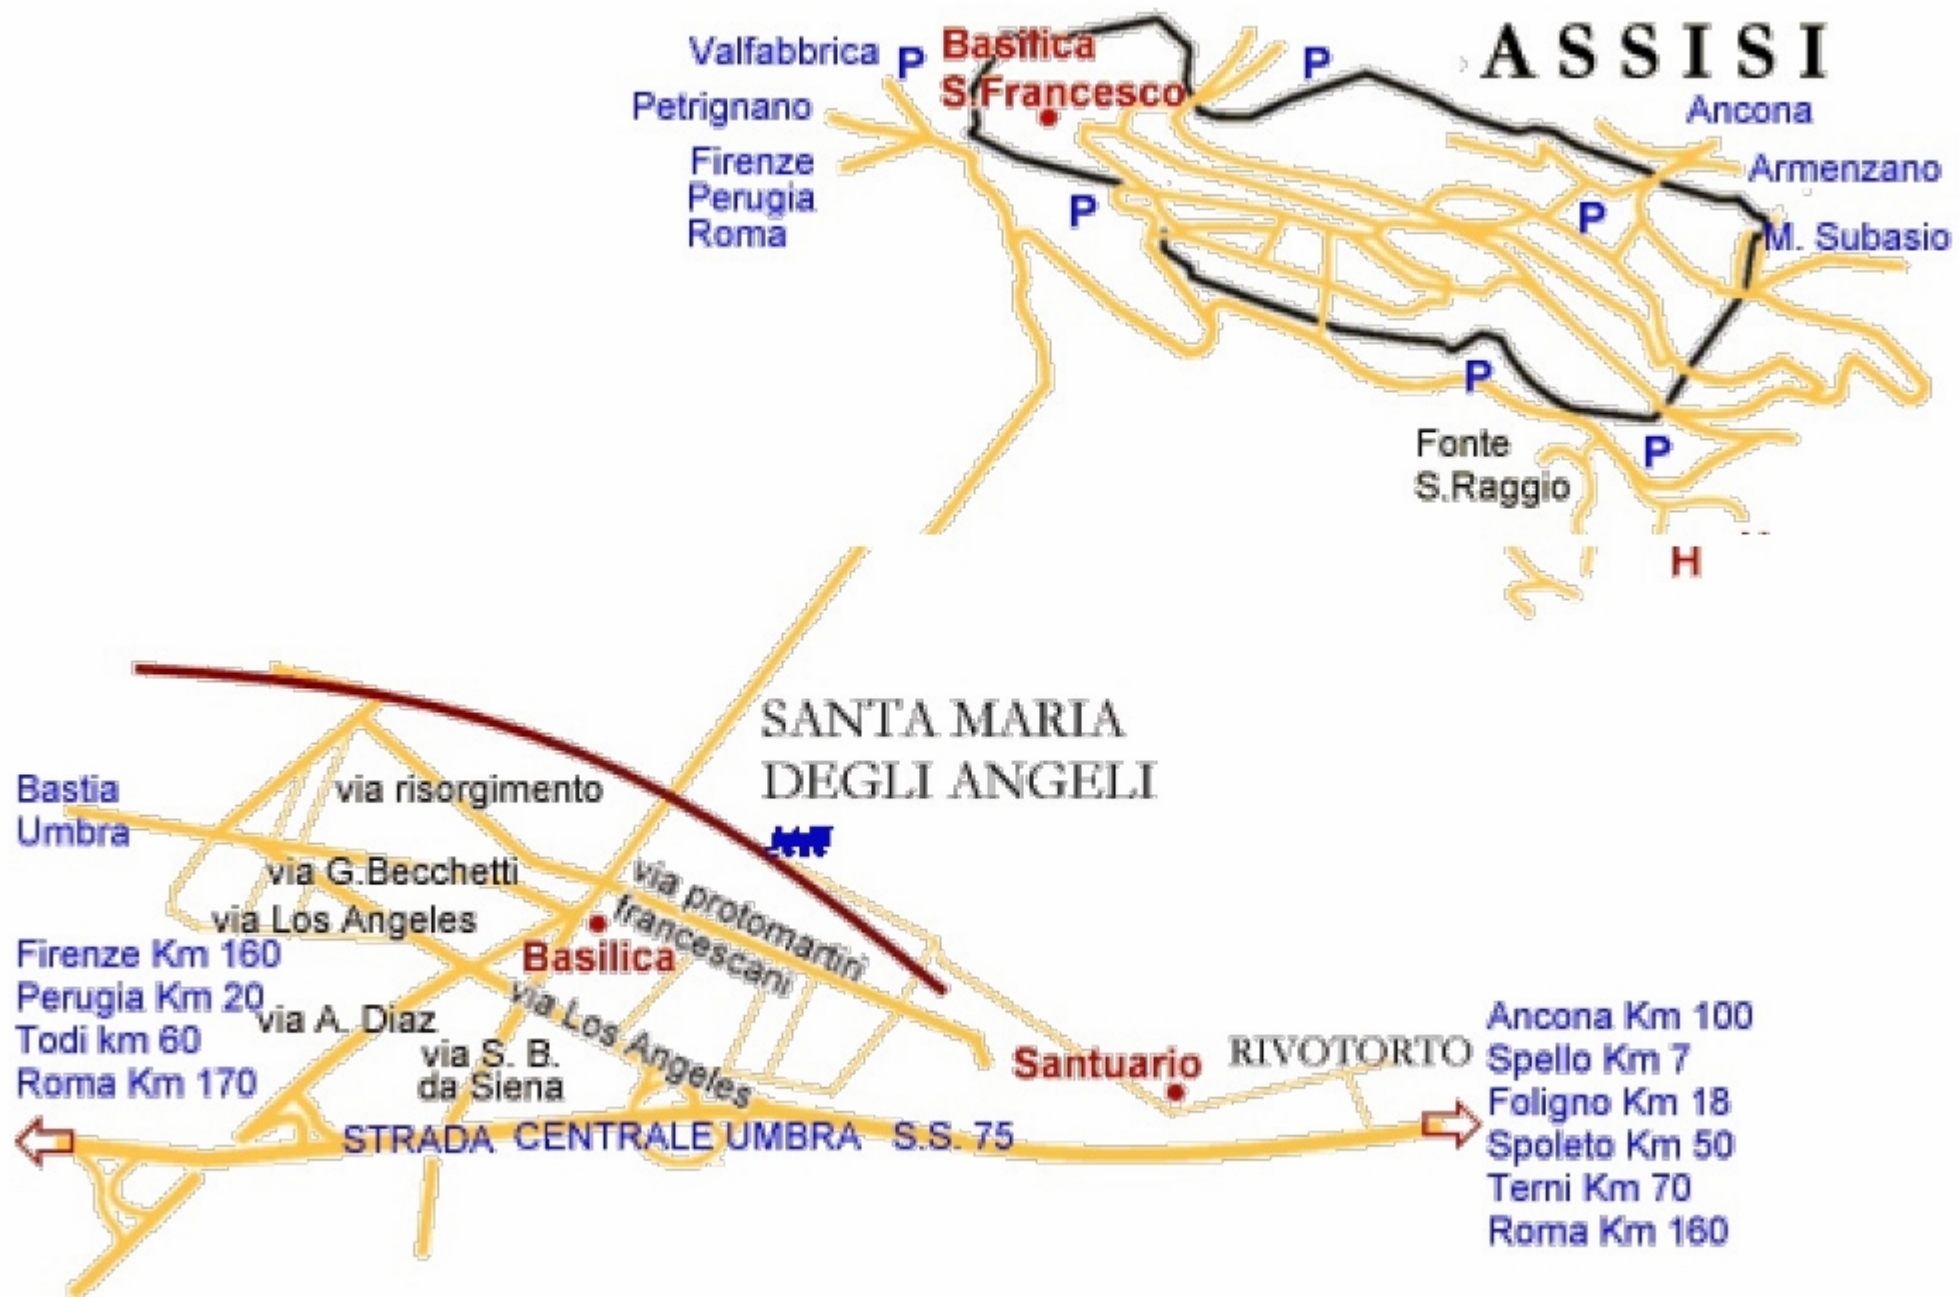 ASSISI
Valfabbrica
P
Basilica
S.Francesco
P
Petrignano
Ancona
Firenze
Armenzano
Perugia
P
P
Roma
M. Subasio
P
Fonte
S.Raggio
P
H
SANTA MARIA
DEGLI ANGELI
Bastia
Umbra
via risorgimento
via G.Becchetti
via Los Angeles
via protomartiri
francescani
Basilica
Firenze Km 160
Perugia Km 20
Todi km 60
Roma Km 170
via A. Diaz
via S. B.
da Siena
via Los Angeles
Santuario
RIVOTORTO
STRADA CENTRALE UMBRA S.S. 75
Ancona Km 100
Spello Km 7
Foligno Km 18
Spoleto Km 50
Terni Km 70
Roma Km 160